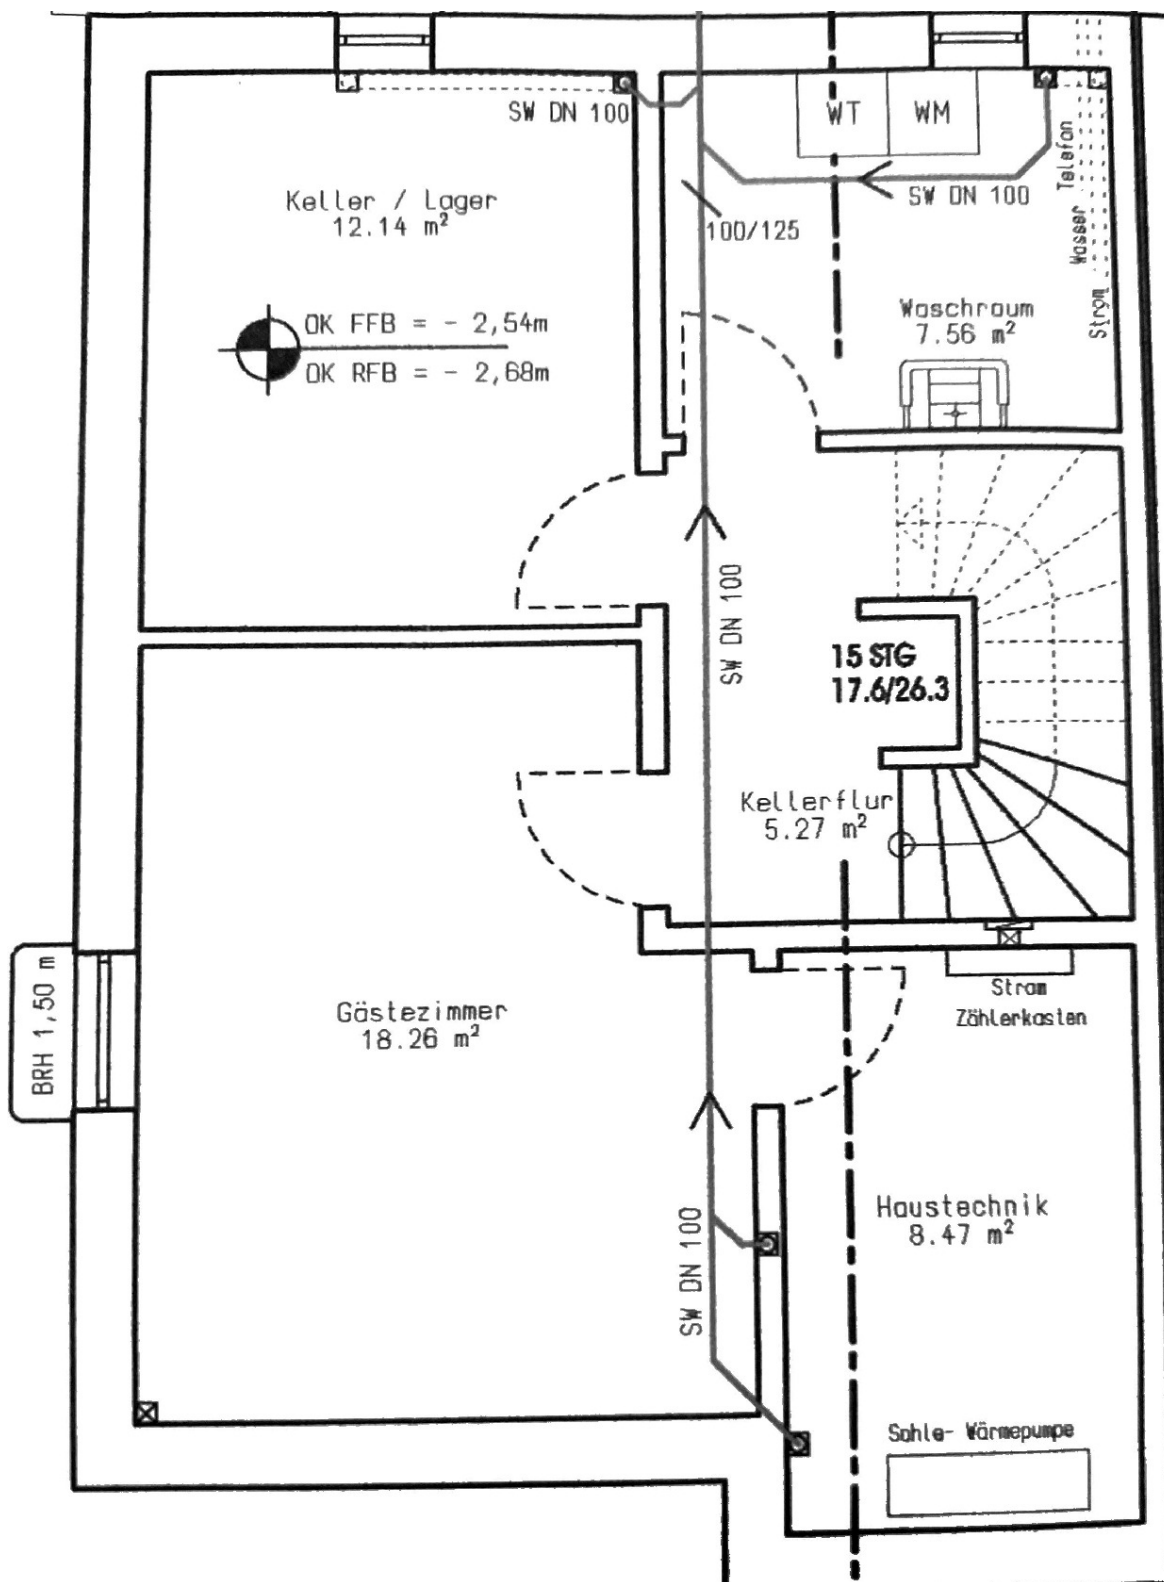 SW DN 100
WT
WM
Keller / Lager
12.14 m²
SW DN 100
100/125
Telefon
Wasser
Strom
OK FFB = - 2,54m
OK RFB = - 2,68m
Waschraum
7.56 m²
SW DN 100
15 STG
17.6/26.3
Kellerflur
5.27 m²
BRH 1,50 m
Gästezimmer
18.26 m²
Strom
Zählerkasten
Haustechnik
8.47 m²
SW DN 100
Sohle- Wärmepumpe